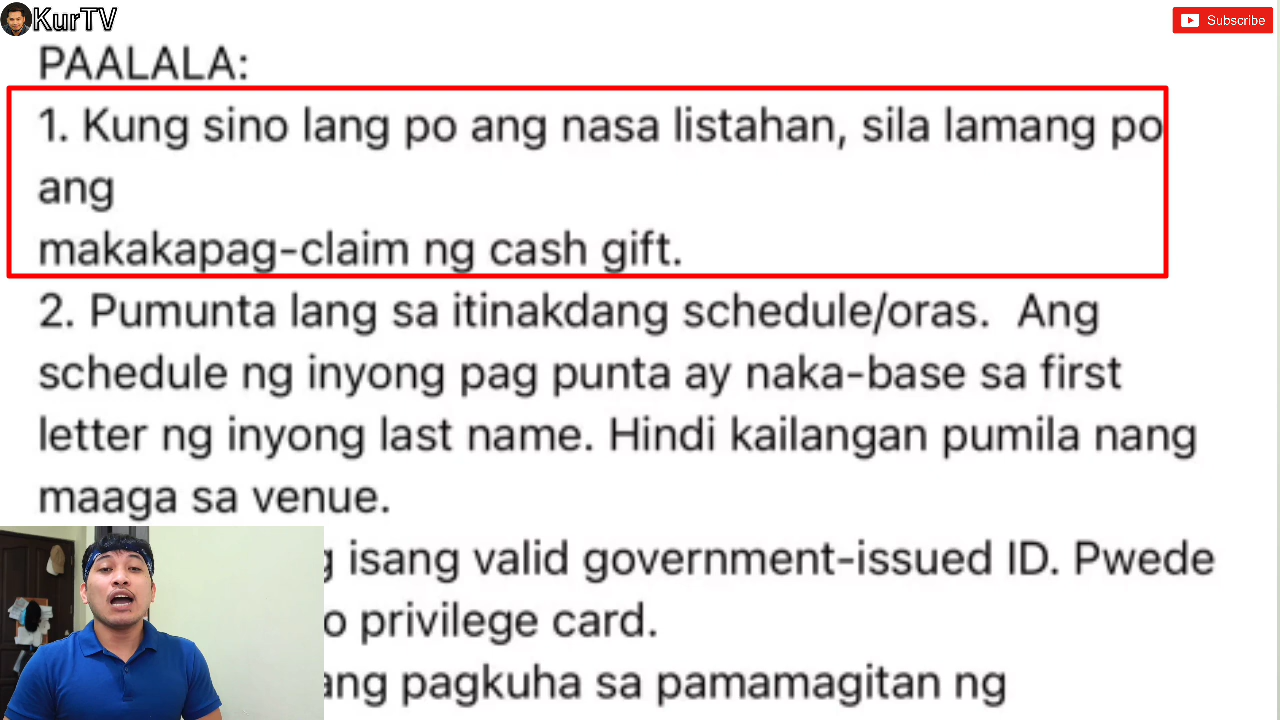 KurTV
Subscribe
PAALALA:
1. Kung sino lang po ang nasa listahan, sila lamang po
ang
makakapag-claim ng cash gift.
2. Pumunta lang sa itinakdang schedule/oras. Ang
schedule ng inyong pag punta ay naka-base sa first
letter ng inyong last name. Hindi kailangan pumila nang
maaga sa venue.
isang valid government-issued ID. Pwede
privilege card.
pagkuha sa pamamagitan ng